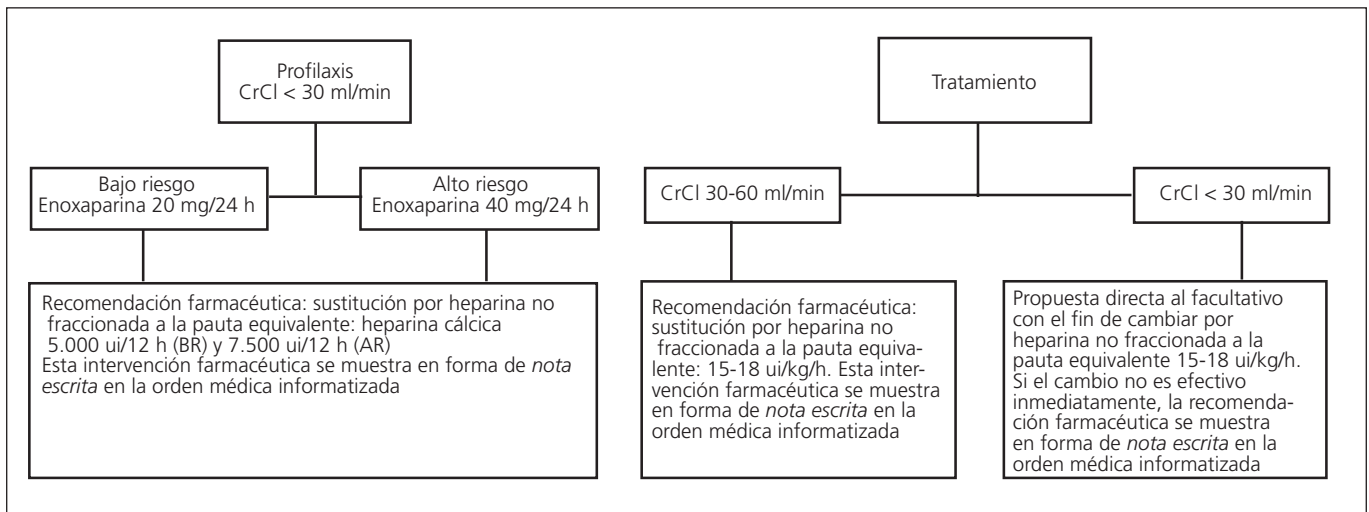 Profilaxis
CrCl < 30 ml/min
Bajo riesgo
Enoxaparina 20 mg/24 h
Alto riesgo
Enoxaparina 40 mg/24 h
Recomendación farmacéutica: sustitución por heparina no
fraccionada a la pauta equivalente: heparina cálcica
5.000 ui/12 h (BR) y 7.500 ui/12 h (AR)
Esta intervención farmacéutica se muestra en forma de nota
escrita en la orden médica informatizada
Tratamiento
CrCl 30-60 ml/min
CrCl < 30 ml/min
Recomendación farmacéutica:
sustitución por heparina no
fraccionada a la pauta equiva-
lente: 15-18 ui/kg/h. Esta inter-
vención farmacéutica se muestra
en forma de nota escrita en la
orden médica informatizada
Propuesta directa al facultativo
con el fin de cambiar por
heparina no fraccionada a la
pauta equivalente 15-18 ui/kg/h.
Si el cambio no es efectivo
inmediatamente, la recomenda-
ción farmacéutica se muestra
en forma de nota escrita en la
orden médica informatizada